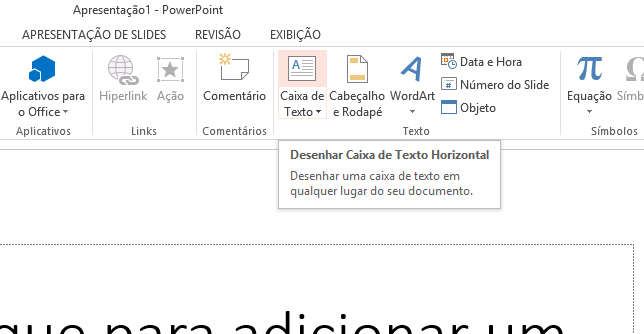 Apresentação1 - PowerPoint
APRESENTAÇÃO DE SLIDES REVISÃO EXIBIÇÃO
Aplicativos para
o Office
Hiperlink
Ação
Comentário
Caixa de
Texto
Cabeçalho
e Rodapé
WordArt
Data e Hora
Número do Slide
Objeto
Equação
Aplicativos Links Comentários Texto Símbolos
Desenhar Caixa de Texto Horizontal
Desenhar uma caixa de texto em
qualquer lugar do seu documento.
que para adicionar um